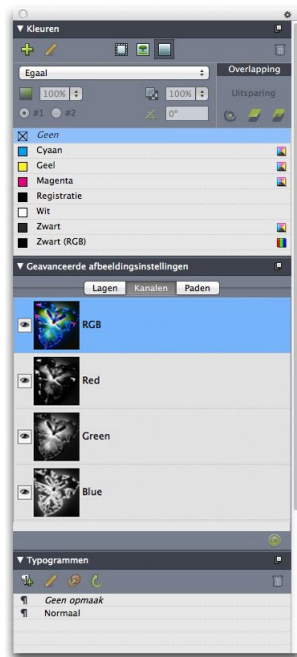 Kleuren
Egaal Overlapping
100% 100% Uitsparing
#1 #2 0°
Geen
Cyaan
Geel
Magenta
Registratie
Wit
Zwart
Zwart (RGB)
Geavanceerde afbeeldingsinstellingen
Lagen Kanalen Paden
RGB
Red
Green
Blue
Typogrammen
Geen opmaak
Normaal